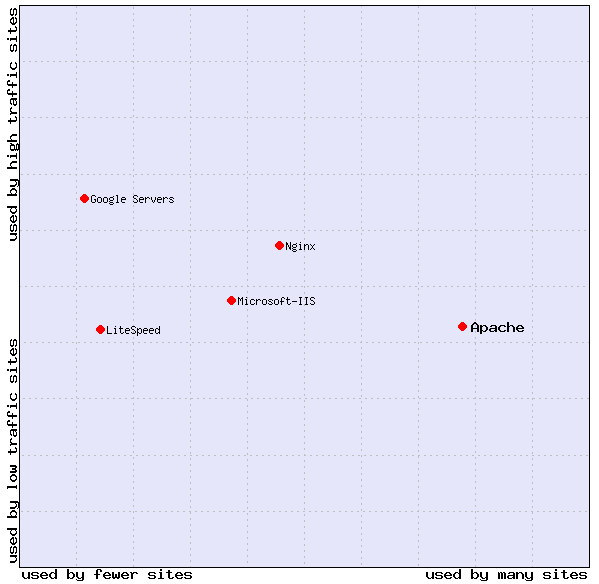 used by high traffic sites
Google Servers
Nginx
Microsoft-IIS
LiteSpeed
Apache
used by low traffic sites
used by fewer sites
used by many sites